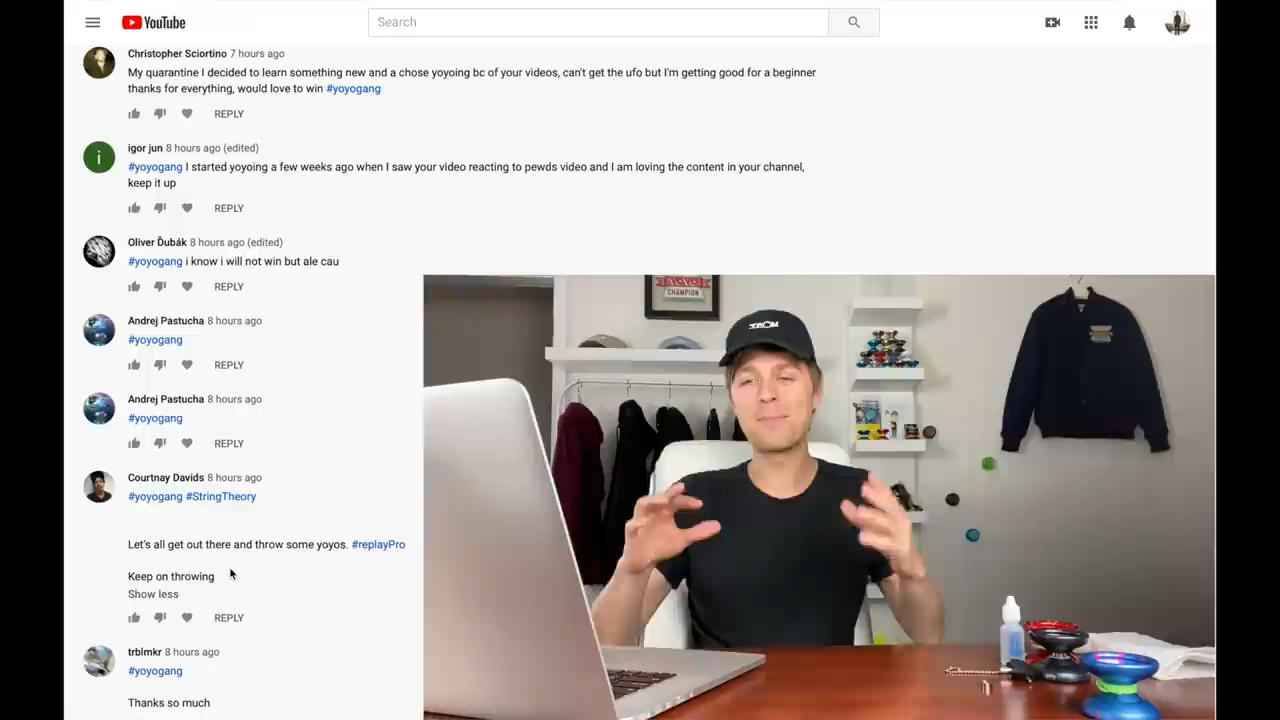 YouTube
Search
Christopher Sciortino 7 hours ago
My quarantine I decided to learn something new and a chose yoyoing bc of your videos, can't get the ufo but I'm getting good for a beginner
thanks for everything, would love to win #yoyogang
REPLY
i
igor jun 8 hours ago (edited)
#yoyogang I started yoyoing a few weeks ago when I saw your video reacting to pewds video and I am loving the content in your channel,
keep it up
REPLY
Oliver Ďubák 8 hours ago (edited)
#yoyogang i know i will not win but ale cau
REPLY
Andrej Pastucha 8 hours ago
#yoyogang
REPLY
Andrej Pastucha 8 hours ago
#yoyogang
REPLY
Courtnay Davids 8 hours ago
#yoyogang #StringTheory
Let's all get out there and throw some yoyos. #replayPro
Keep on throwing
Show less
REPLY
trblmkr 8 hours ago
#yoyogang
Thanks so much
YOYO
CHAMPION